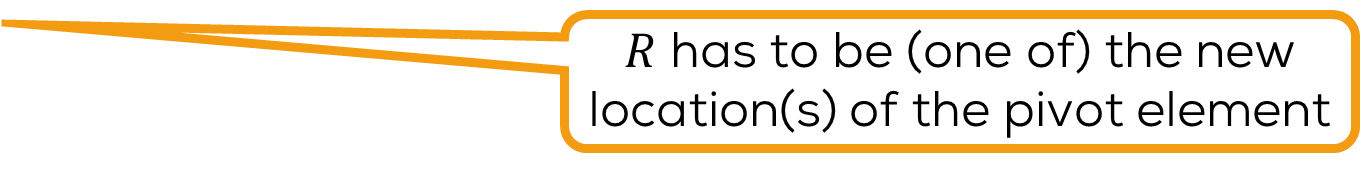 R has to be (one of) the new
location(s) of the pivot element